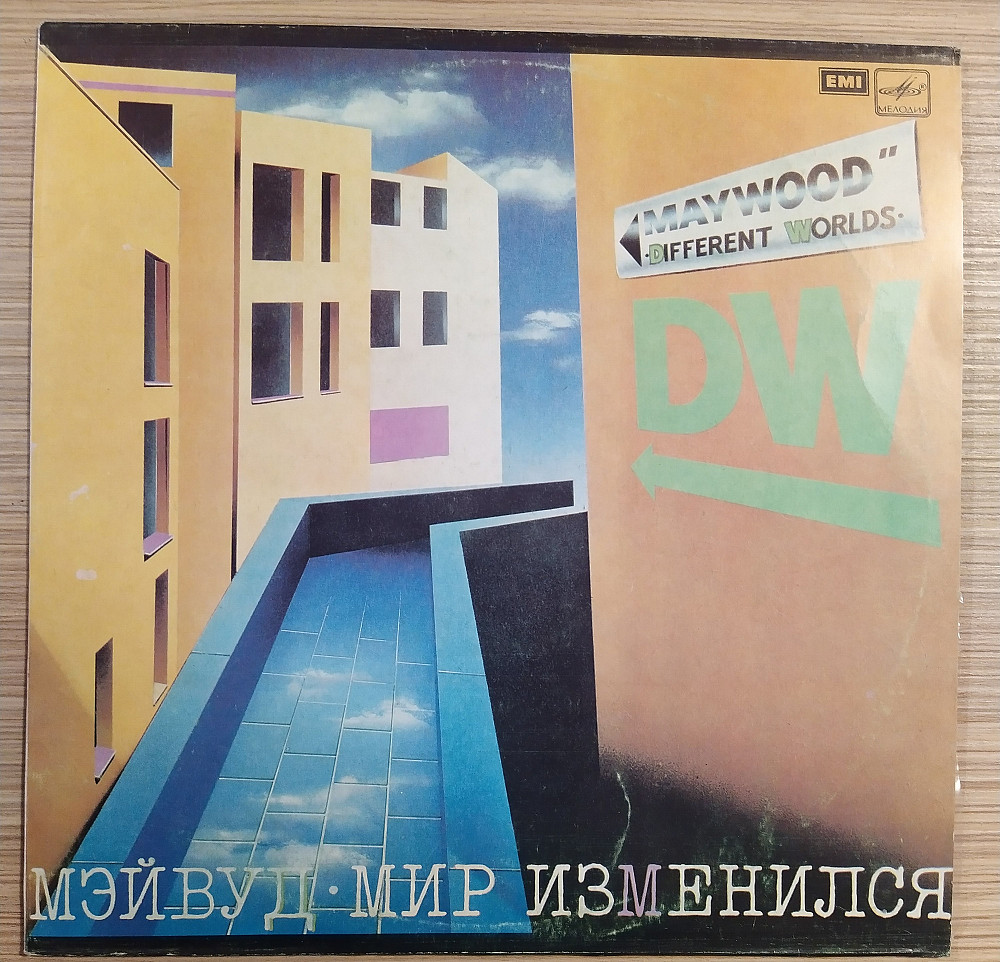 EMI
МЕЛОДИЯ
MAYWOOD"
·DIFFERENT WORLDS·
DW
МЭЙВУД·МИР ИЗМЕНИЛСЯ